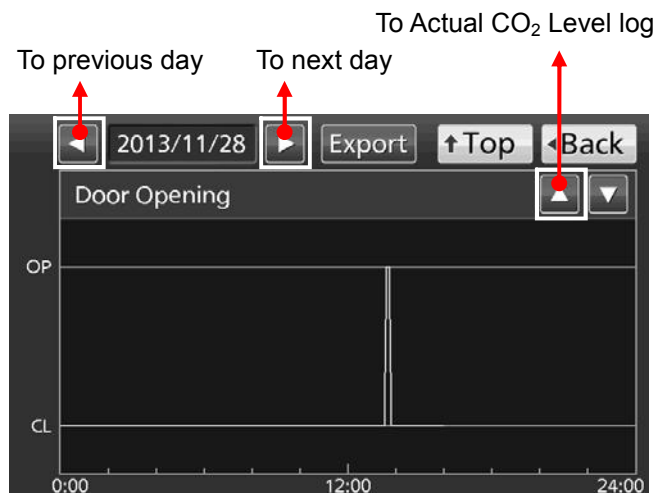 To Actual CO₂ Level log
To previous day To next day
◄ 2013/11/28 ► Export ↑Top ◂Back
Door Opening ▲ ▼
OP
CL
0:00 12:00 24:00